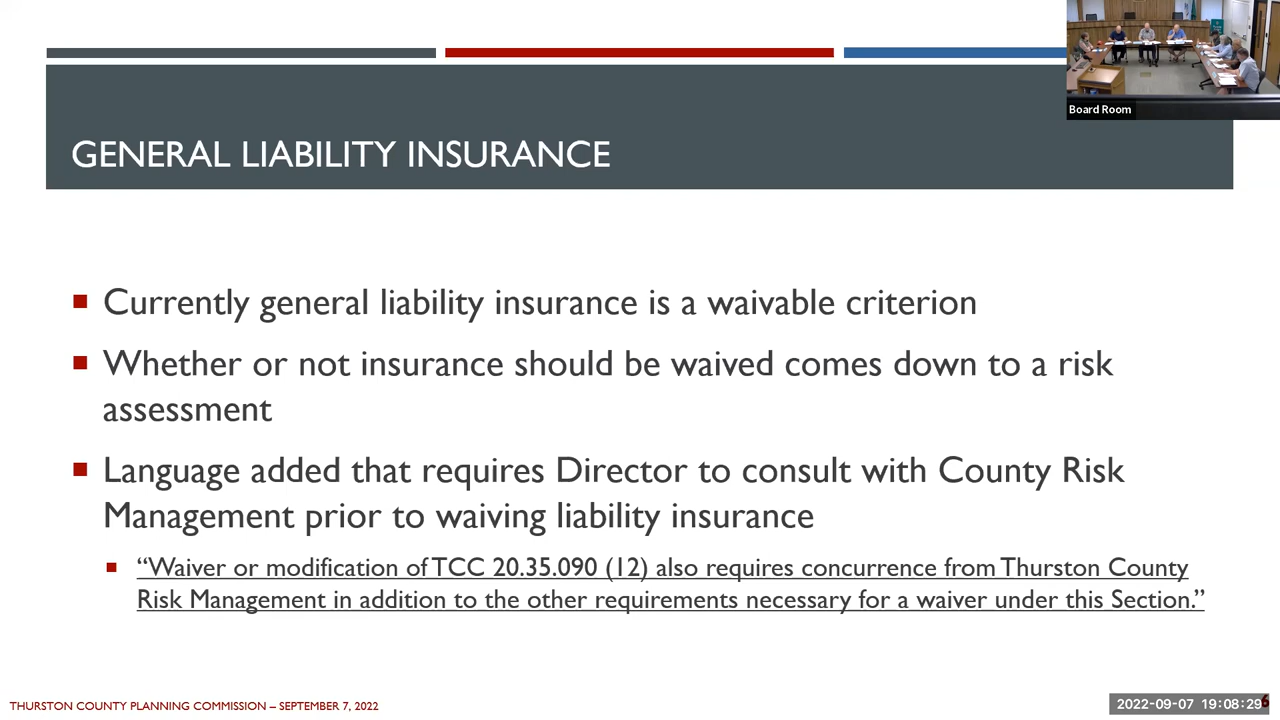 Board Room
GENERAL LIABILITY INSURANCE
Currently general liability insurance is a waivable criterion
Whether or not insurance should be waived comes down to a risk
assessment
Language added that requires Director to consult with County Risk
Management prior to waiving liability insurance
“Waiver or modification of TCC 20.35.090 (12) also requires concurrence from Thurston County
Risk Management in addition to the other requirements necessary for a waiver under this Section.”
THURSTON COUNTY PLANNING COMMISSION – SEPTEMBER 7, 2022
2022-09-07 19:08:29
6